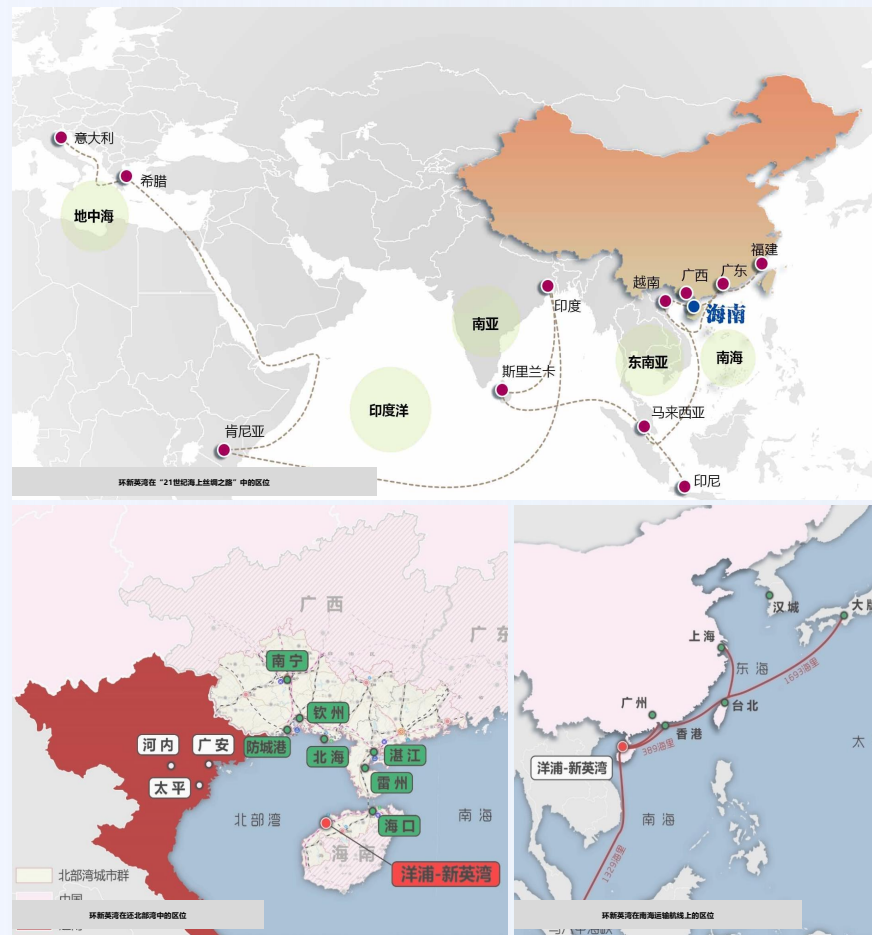 意大利
希腊
地中海
福建
广东
广西
越南
海南
印度
南亚
南海
东南亚
斯里兰卡
印度洋
马来西亚
肯尼亚
印尼
环新英湾在“21世纪海上丝绸之路”中的区位
广西
广东
南宁
钦州
防城港
河内
广安
北海
湛江
太平
雷州
北部湾
南海
海口
海南
洋浦-新英湾
北部湾城市群
中国
环新英湾在还北部湾中的区位
汉城
大阪
上海
东海
1693海里
广州
台北
香港
389海里
太
洋浦-新英湾
南海
1329海里
环新英湾在南海运输航线上的区位